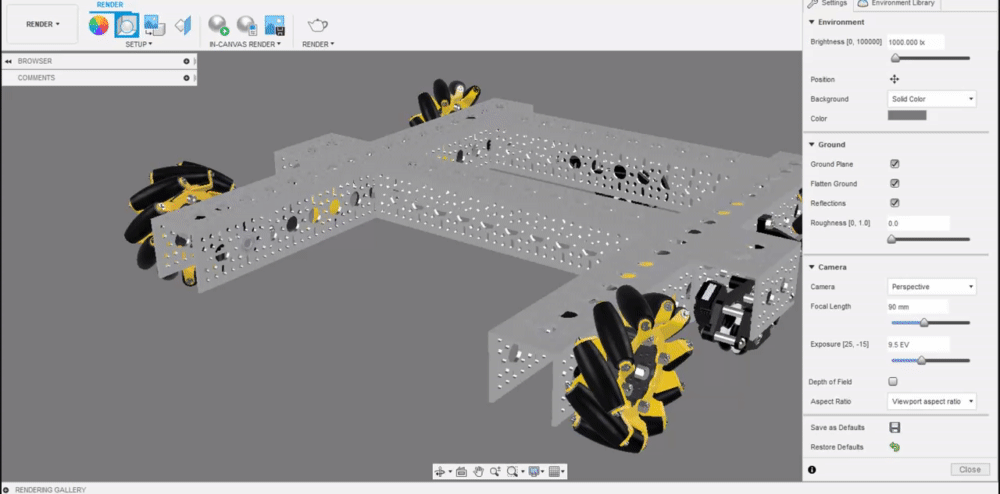 RENDER
RENDER
SETUP
IN-CANVAS RENDER
RENDER
BROWSER
COMMENTS
Settings
Environment Library
Environment
Brightness [0, 100000] 1000.000 lx
Position
Background Solid Color
Color
Ground
Ground Plane
Flatten Ground
Reflections
Roughness [0, 1.0] 0.0
Camera
Camera Perspective
Focal Length 90 mm
Exposure [25, -15] 9.5 EV
Depth of Field
Aspect Ratio Viewport aspect ratio
Save as Defaults
Restore Defaults
Close
RENDERING GALLERY